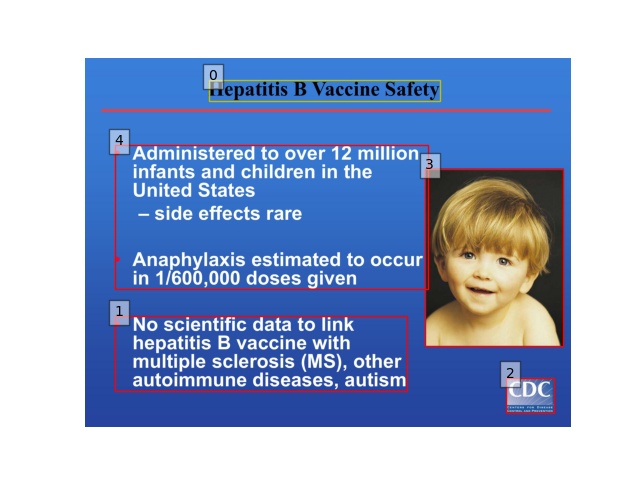 0
Hepatitis B Vaccine Safety
4
Administered to over 12 million
infants and children in the
United States
– side effects rare
3
• Anaphylaxis estimated to occur
in 1/600,000 doses given
1
No scientific data to link
hepatitis B vaccine with
multiple sclerosis (MS), other
autoimmune diseases, autism
2
CDC
CENTERS FOR DISEASE
CONTROL AND PREVENTION